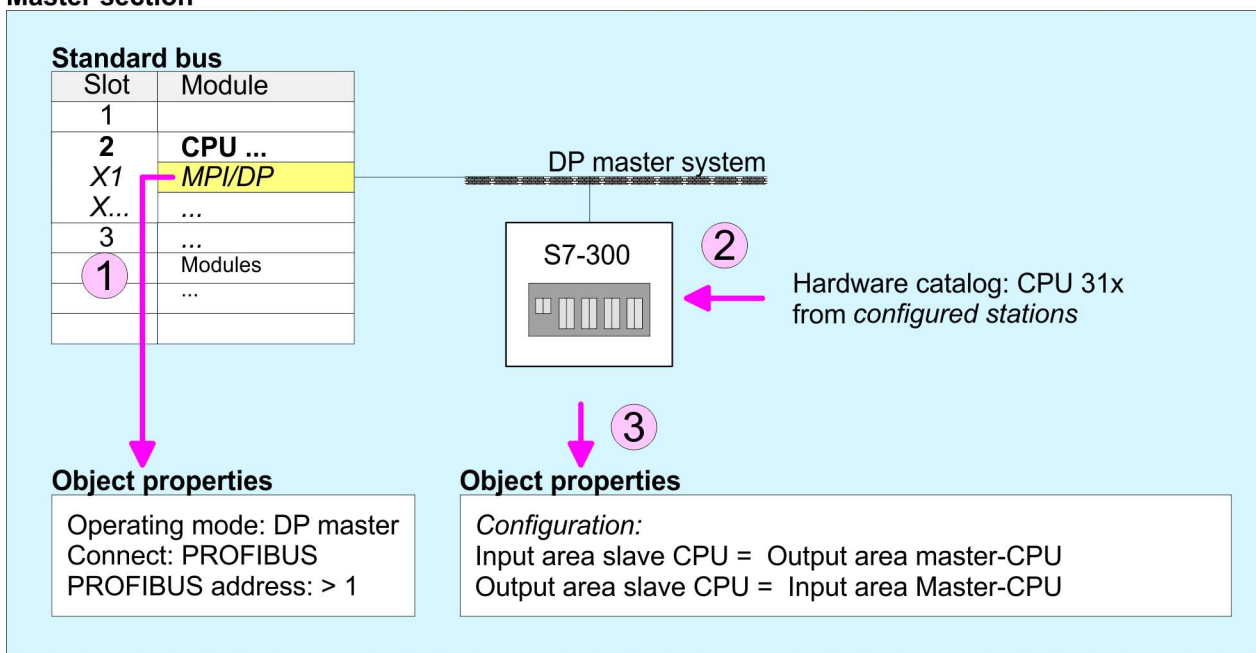 Master section
Standard bus
Slot Module
1
2 CPU ...
X1 MPI/DP
X... ...
3 ...
Modules
...
1
DP master system
S7-300
2
Hardware catalog: CPU 31x
from configured stations
3
Object properties
Operating mode: DP master
Connect: PROFIBUS
PROFIBUS address: > 1
Object properties
Configuration:
Input area slave CPU = Output area master-CPU
Output area slave CPU = Input area Master-CPU